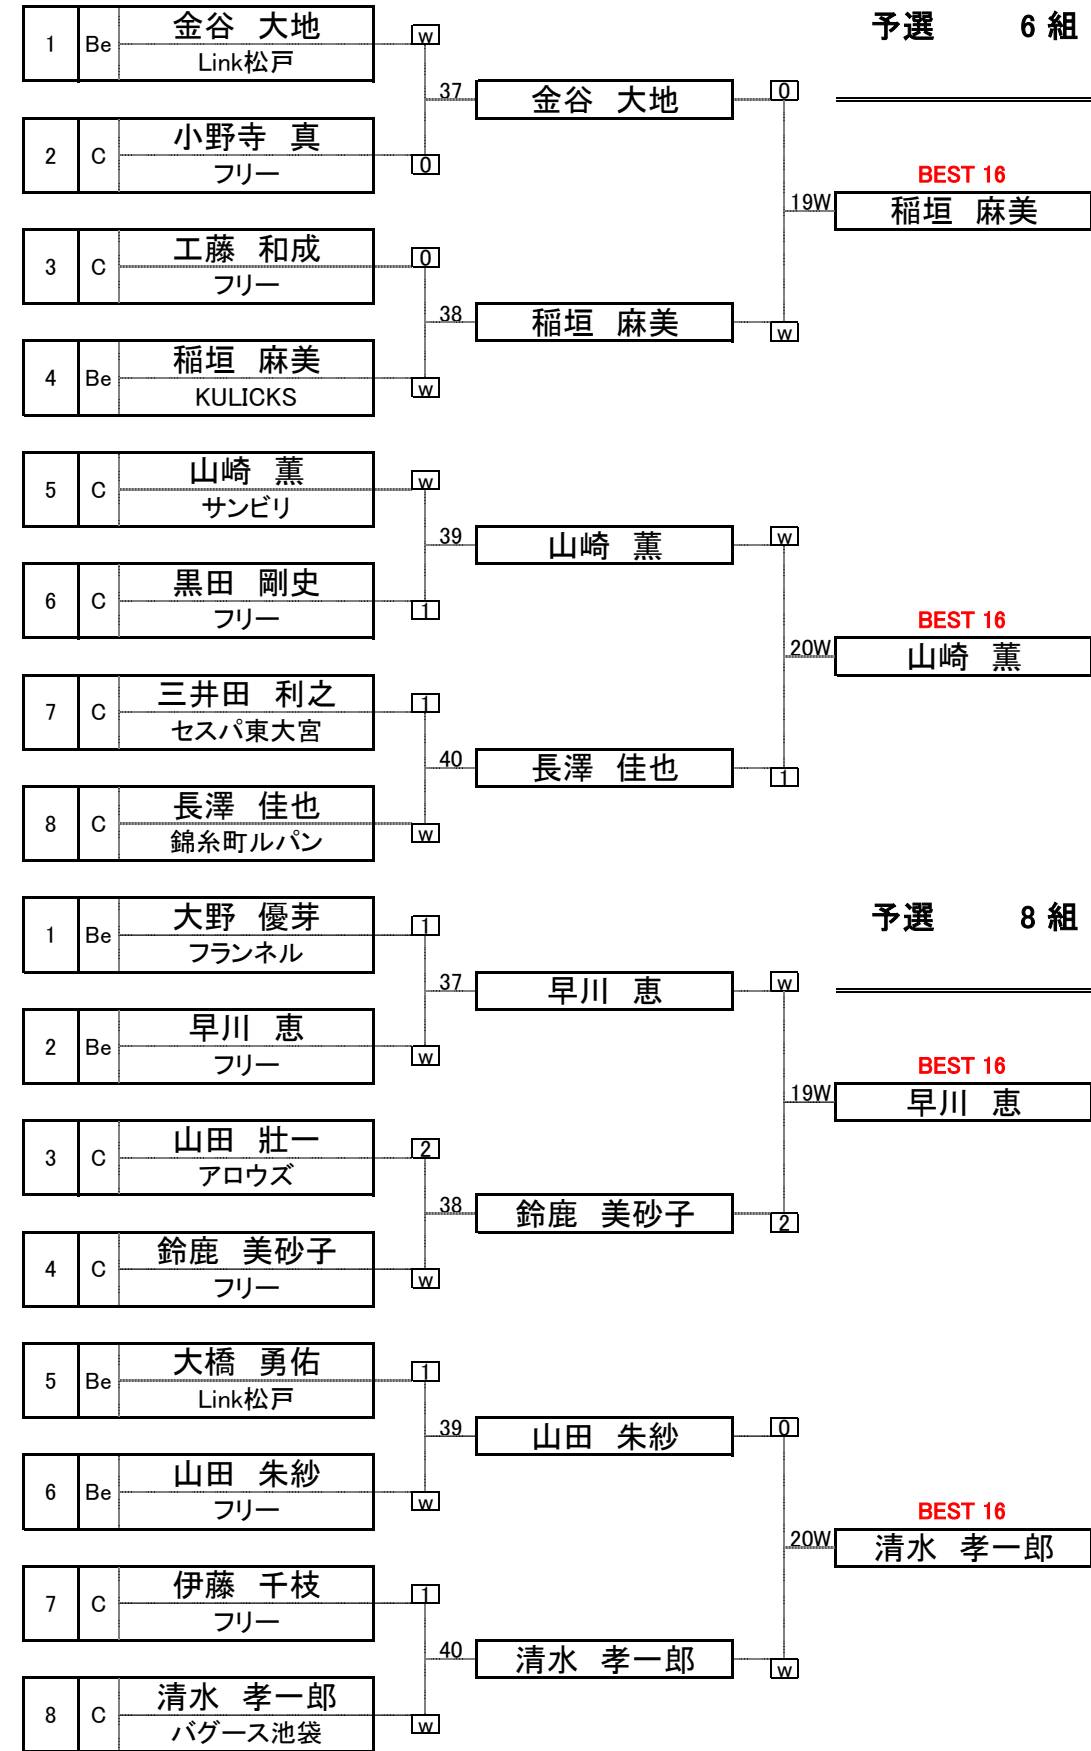 予選 6 組
1 Be 金谷 大地 w
Link松戸
37 金谷 大地 0
2 C 小野寺 真 0
フリー
BEST 16
19W 稲垣 麻美
3 C 工藤 和成 0
フリー
38 稲垣 麻美 w
4 Be 稲垣 麻美 w
KULICKS
5 C 山崎 薫 w
サンビリ
39 山崎 薫 w
6 C 黒田 剛史 1
フリー
BEST 16
20W 山崎 薫
7 C 三井田 利之 1
セスパ東大宮
40 長澤 佳也 1
8 C 長澤 佳也 w
錦糸町ルパン
予選 8 組
1 Be 大野 優芽 1
フランネル
37 早川 恵 w
2 Be 早川 恵 w
フリー
BEST 16
19W 早川 恵
3 C 山田 壯一 2
アロウズ
38 鈴鹿 美砂子 2
4 C 鈴鹿 美砂子 w
フリー
5 Be 大橋 勇佑 1
Link松戸
39 山田 朱紗 0
6 Be 山田 朱紗 w
フリー
BEST 16
20W 清水 孝一郎
7 C 伊藤 千枝 1
フリー
40 清水 孝一郎 w
8 C 清水 孝一郎 w
バグース池袋